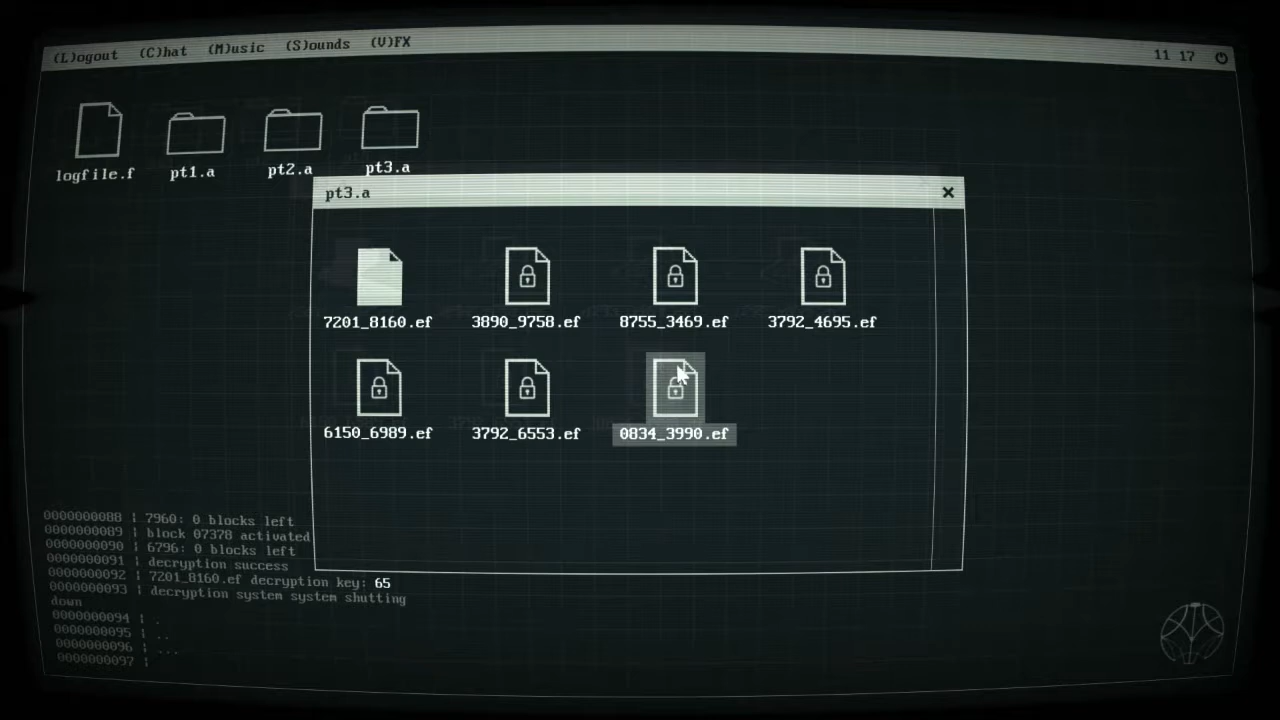 (L)ogout (C)hat (M)usic (S)ounds (V)FX 11 17
logfile.f pt1.a pt2.a pt3.a
pt3.a
7201_8160.ef 3890_9758.ef 8755_3469.ef 3792_4695.ef
6150_6989.ef 3792_6553.ef 0834_3990.ef
0000000088 | 7960: 0 blocks left
0000000089 | block 07378 activated
0000000090 | 6796: 0 blocks left
0000000091 | decryption success
0000000092 | 7201_8160.ef decryption key: 65
0000000093 | decryption system system shutting
down
0000000094 | .
0000000095 | ..
0000000096 | ...
0000000097 |